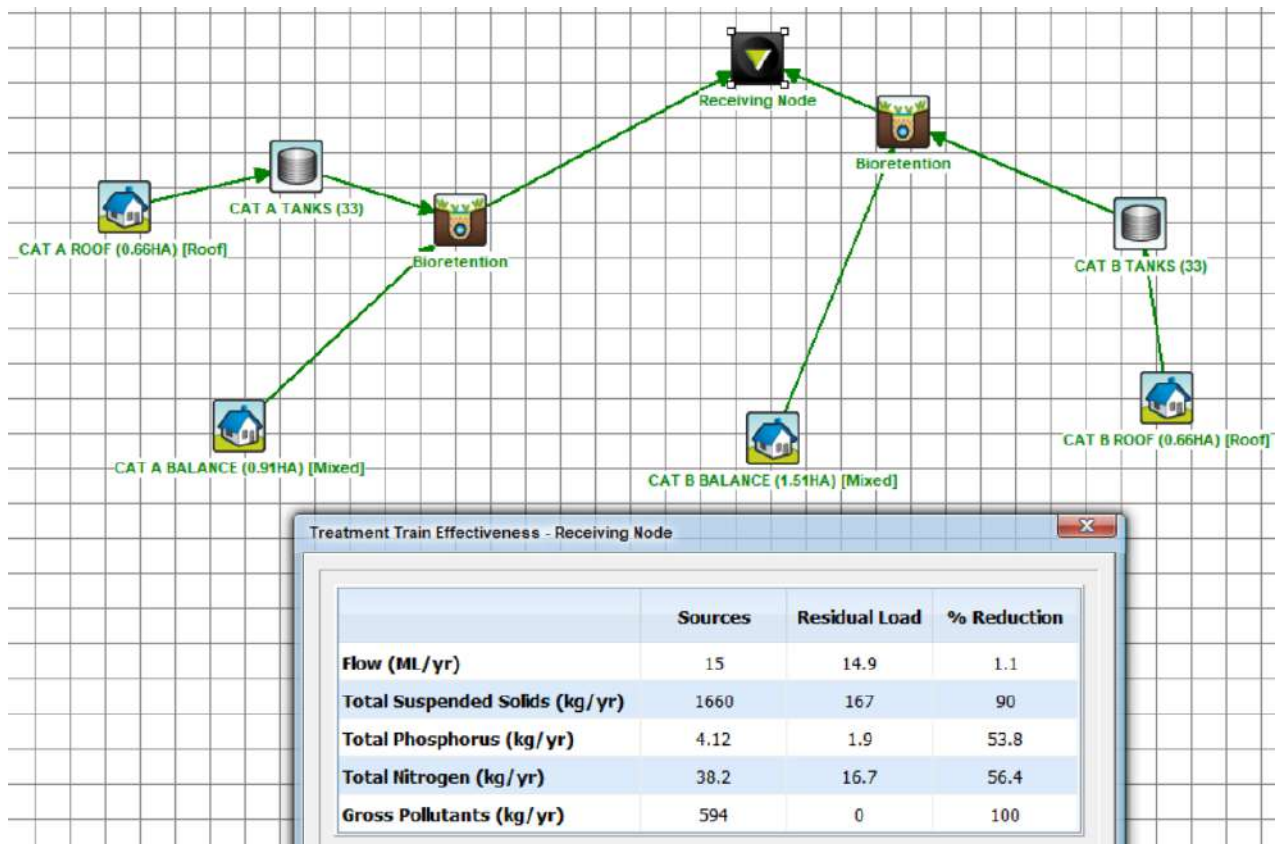 Receiving Node
Bioretention
CAT A TANKS (33)
CAT A ROOF (0.66HA) [Roof]
Bioretention
CAT B TANKS (33)
CAT A BALANCE (0.91HA) [Mixed]
CAT B BALANCE (1.51HA) [Mixed]
CAT B ROOF (0.66HA) [Roof]
Treatment Train Effectiveness - Receiving Node
Sources Residual Load % Reduction
Flow (ML/yr) 15 14.9 1.1
Total Suspended Solids (kg/yr) 1660 167 90
Total Phosphorus (kg/yr) 4.12 1.9 53.8
Total Nitrogen (kg/yr) 38.2 16.7 56.4
Gross Pollutants (kg/yr) 594 0 100